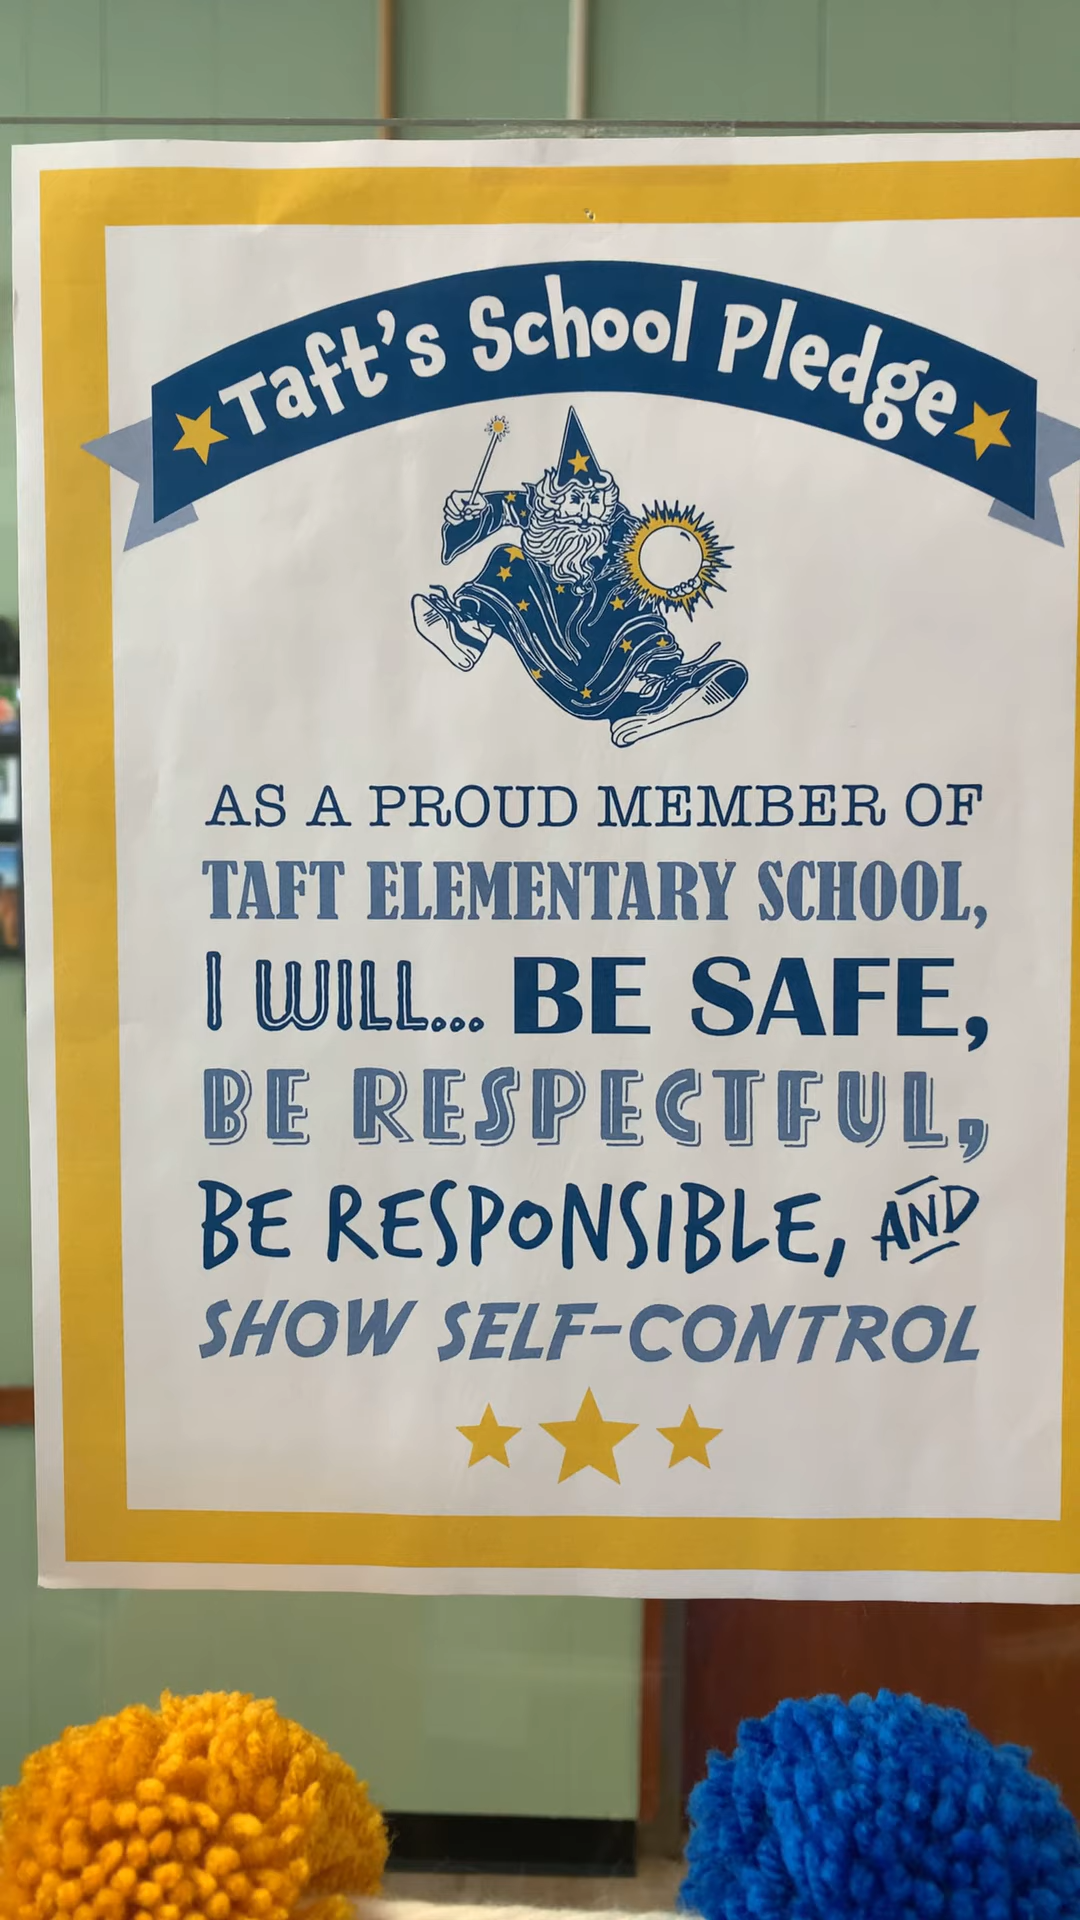 Taft's School Pledge
AS A PROUD MEMBER OF
TAFT ELEMENTARY SCHOOL,
I WILL... BE SAFE,
BE RESPECTFUL,
BE RESPONSIBLE, AND
SHOW SELF-CONTROL